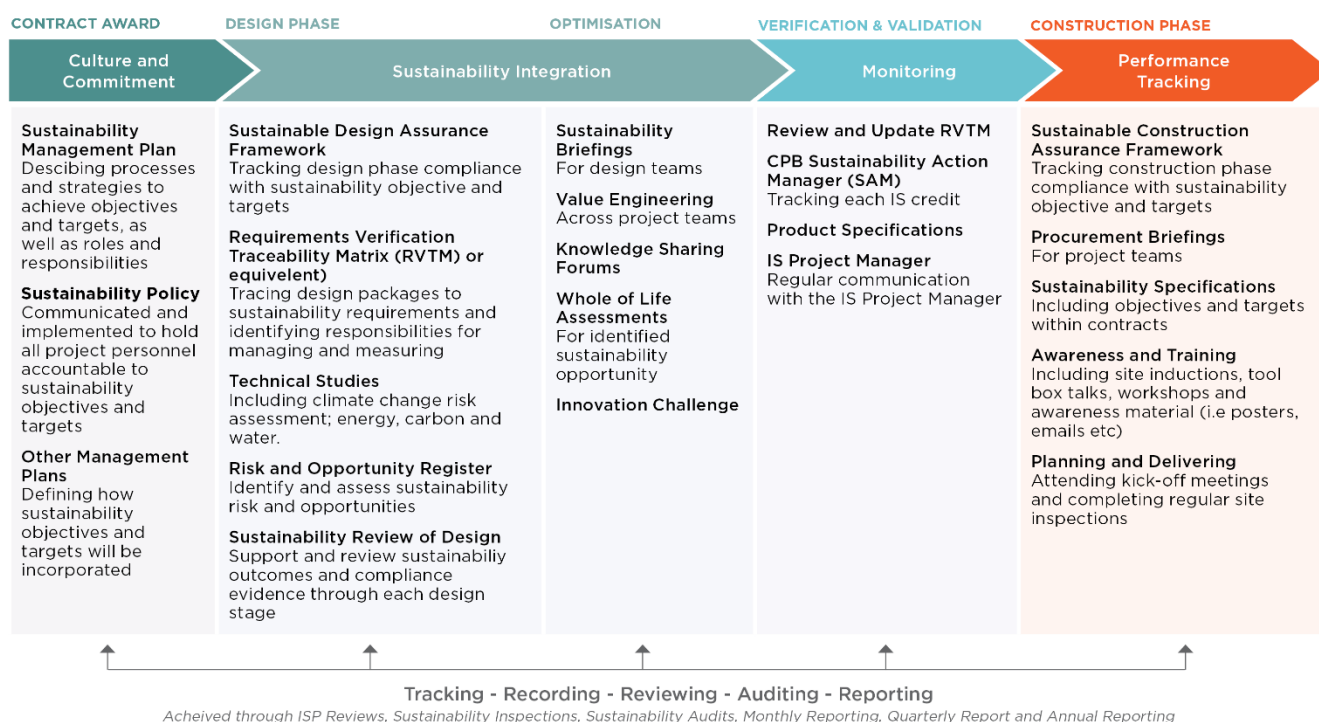 CONTRACT AWARD
DESIGN PHASE
OPTIMISATION
VERIFICATION & VALIDATION
CONSTRUCTION PHASE
Culture and
Commitment
Sustainability Integration
Monitoring
Performance
Tracking
Sustainability
Management Plan
Descibing processes
and strategies to
achieve objectives
and targets, as
well as roles and
responsibilities
Sustainability Policy
Communicated and
implemented to hold
all project personnel
accountable to
sustainability
objectives and
targets
Other Management
Plans
Defining how
sustainability
objectives and
targets will be
incorporated
Sustainable Design Assurance
Framework
Tracking design phase compliance
with sustainability objective and
targets
Requirements Verification
Traceability Matrix (RVTM) or
equivelent)
Tracing design packages to
sustainability requirements and
identifying responsibilities for
managing and measuring
Technical Studies
Including climate change risk
assessment; energy, carbon and
water.
Risk and Opportunity Register
Identify and assess sustainability
risk and opportunities
Sustainability Review of Design
Support and review sustainabiliy
outcomes and compliance
evidence through each design
stage
Sustainability
Briefings
For design teams
Value Engineering
Across project teams
Knowledge Sharing
Forums
Whole of Life
Assessments
For identified
sustainability
opportunity
Innovation Challenge
Review and Update RVTM
CPB Sustainability Action
Manager (SAM)
Tracking each IS credit
Product Specifications
IS Project Manager
Regular communication
with the IS Project Manager
Sustainable Construction
Assurance Framework
Tracking construction phase
compliance with sustainability
objective and targets
Procurement Briefings
For project teams
Sustainability Specifications
Including objectives and targets
within contracts
Awareness and Training
Including site inductions, tool
box talks, workshops and
awareness material (i.e posters,
emails etc)
Planning and Delivering
Attending kick-off meetings
and completing regular site
inspections
Tracking - Recording - Reviewing - Auditing - Reporting
Acheived through ISP Reviews, Sustainability Inspections, Sustainability Audits, Monthly Reporting, Quarterly Report and Annual Reporting